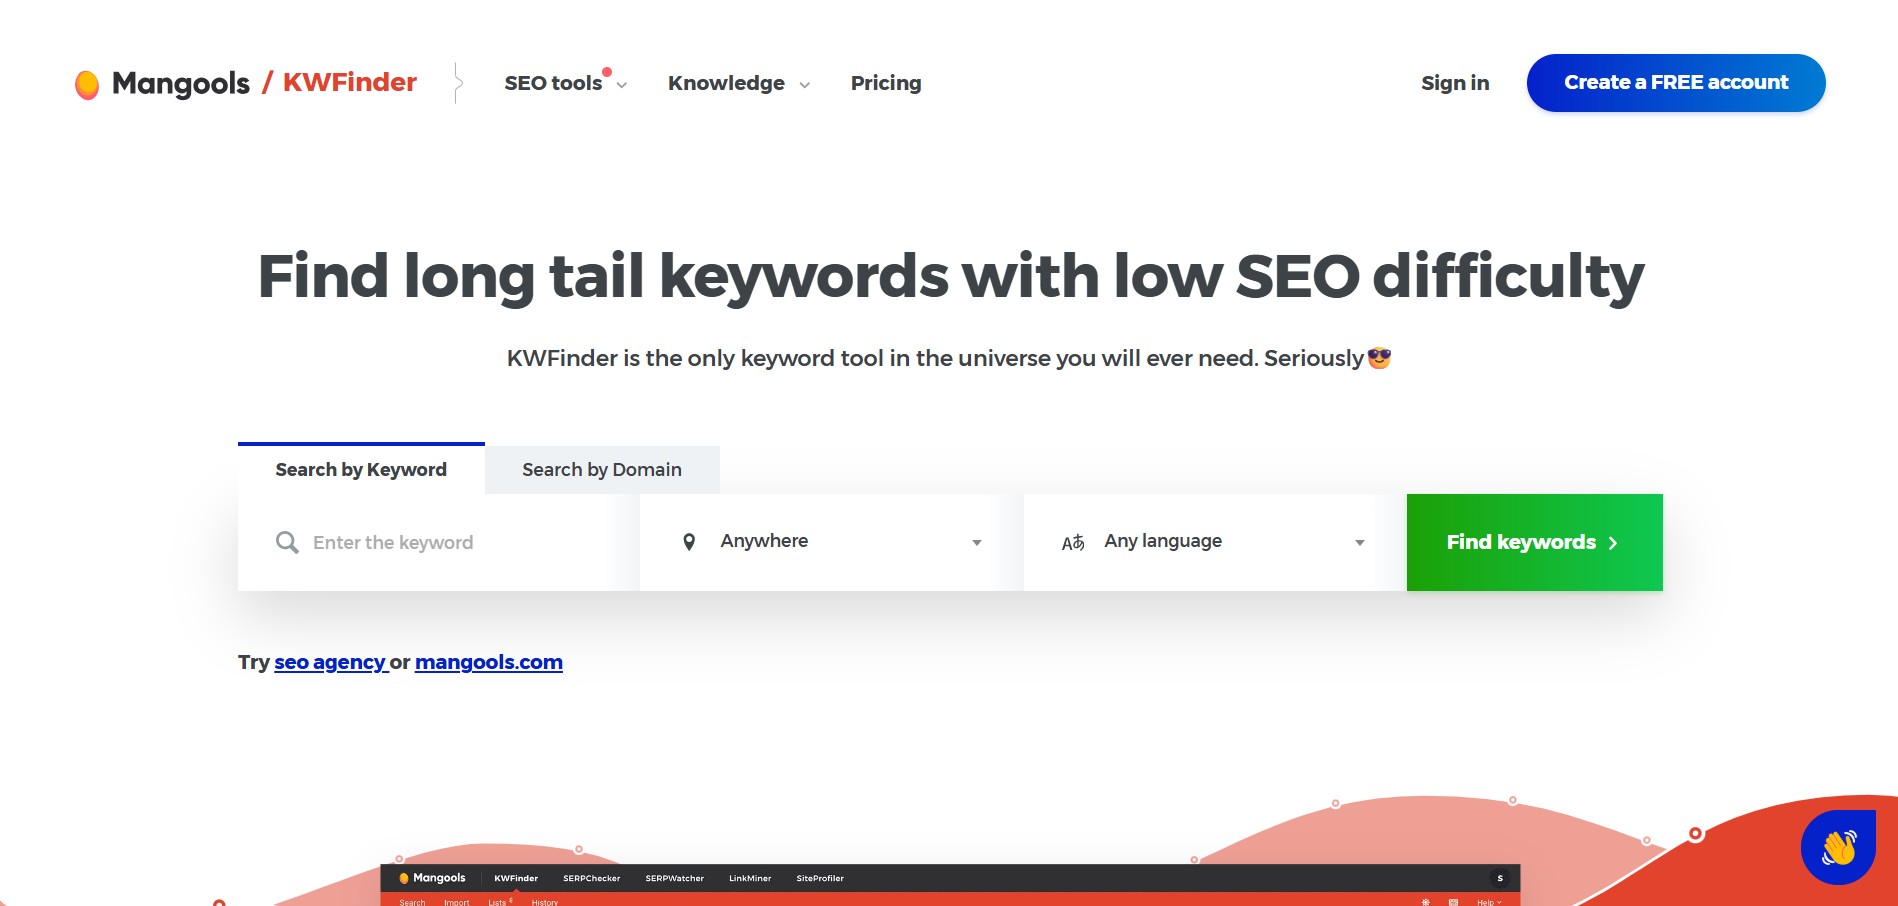 Mangools / KWFinder
SEO tools
Knowledge
Pricing
Sign in
Create a FREE account
Find long tail keywords with low SEO difficulty
KWFinder is the only keyword tool in the universe you will ever need. Seriously😎
Search by Keyword
Search by Domain
Enter the keyword
Anywhere
Aあ
Any language
Find keywords
Try seo agency or mangools.com
Mangools
KWFinder
SERPChecker
SERPWatcher
LinkMiner
SiteProfiler
S
Search
Import
Lists
History
Help